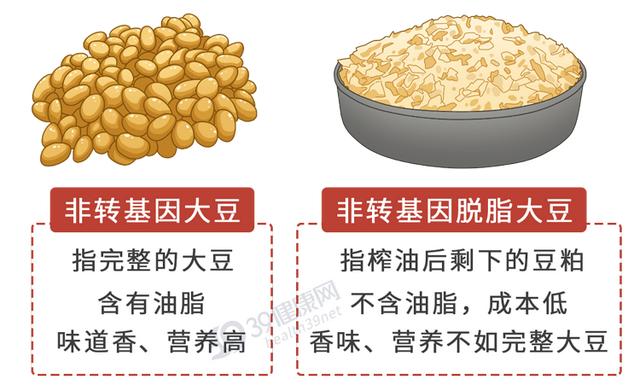 非转基因大豆
指完整的大豆
含有油脂
味道香、营养高
非转基因脱脂大豆
指榨油后剩下的豆粕
不含油脂，成本低
香味、营养不如完整大豆
39健康网
health39net